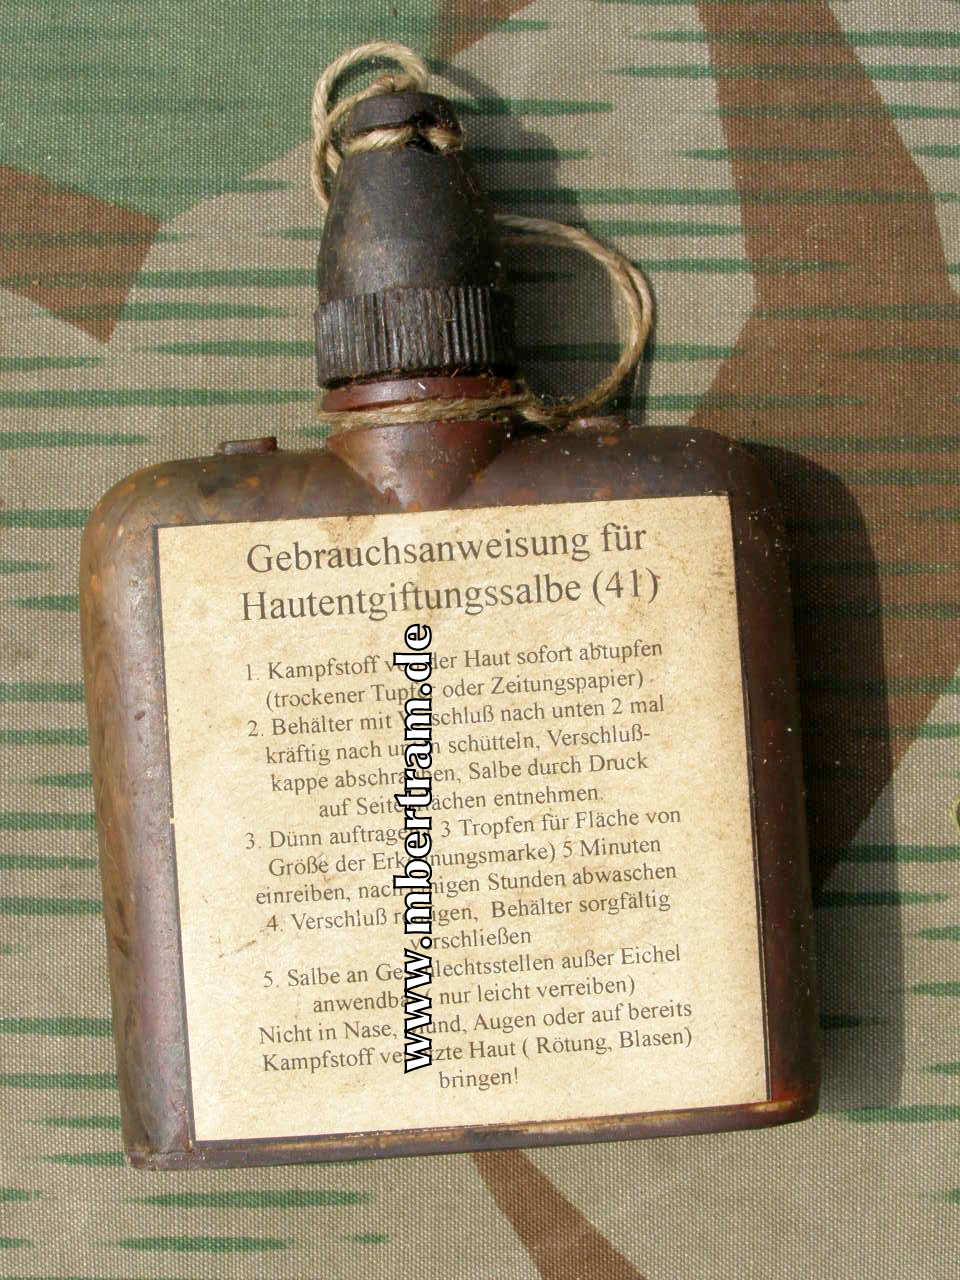 Gebrauchsanweisung für
Hautentgiftungssalbe (41)
1. Kampfstoff von der Haut sofort abtupfen
(trockener Tupfer oder Zeitungspapier)
2. Behälter mit Verschluß nach unten 2 mal
kräftig nach unten schütteln, Verschluß-
kappe abschrauben, Salbe durch Druck
auf Seitenflächen entnehmen.
3. Dünn auftragen 3 Tropfen für Fläche von
Größe der Erkennungsmarke) 5 Minuten
einreiben, nach einigen Stunden abwaschen
4. Verschluß reinigen, Behälter sorgfältig
verschließen
5. Salbe an Geschlechtsstellen außer Eichel
anwendbar ( nur leicht verreiben)
Nicht in Nase, Mund, Augen oder auf bereits
Kampfstoff verletzte Haut ( Rötung, Blasen)
bringen!
www.mbertram.de